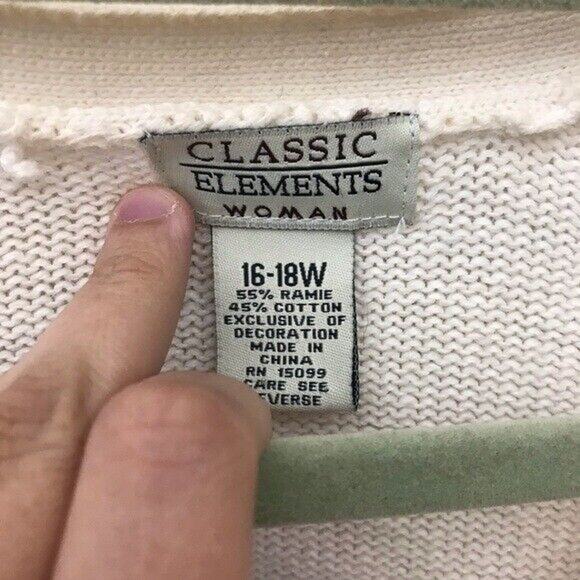 CLASSIC
ELEMENTS
WOMAN
16-18W
55% RAMIE
45% COTTON
EXCLUSIVE OF
DECORATION
MADE IN
CHINA
RN 15099
CARE SEE
REVERSE